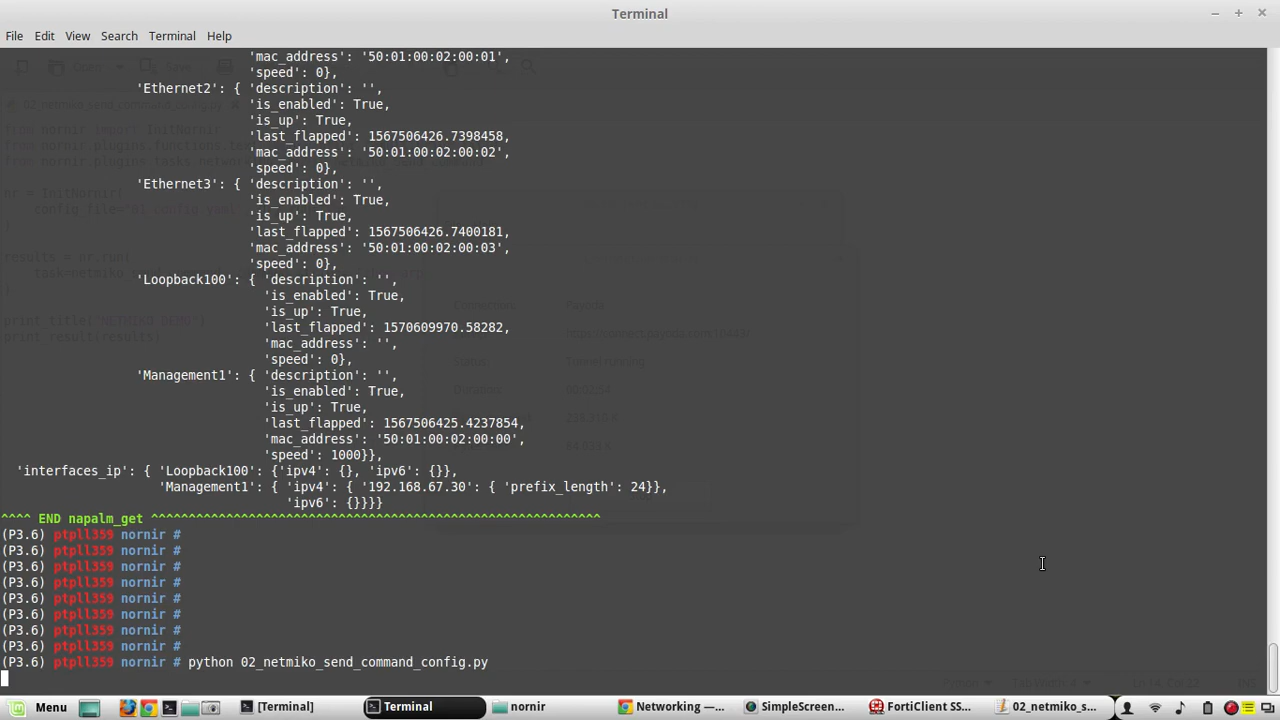 Terminal
File Edit View Search Terminal Help
'mac_address': '50:01:00:02:00:01',
'speed': 0},
'Ethernet2': { 'description': '',
'is_enabled': True,
'is_up': True,
'last_flapped': 1567506426.7398458,
'mac_address': '50:01:00:02:00:02',
'speed': 0},
'Ethernet3': { 'description': '',
'is_enabled': True,
'is_up': True,
'last_flapped': 1567506426.7400181,
'mac_address': '50:01:00:02:00:03',
'speed': 0},
'Loopback100': { 'description': '',
'is_enabled': True,
'is_up': True,
'last_flapped': 1570609970.58282,
'mac_address': '',
'speed': 0},
'Management1': { 'description': '',
'is_enabled': True,
'is_up': True,
'last_flapped': 1567506425.4237854,
'mac_address': '50:01:00:02:00:00',
'speed': 1000}},
'interfaces_ip': { 'Loopback100': {'ipv4': {}, 'ipv6': {}},
'Management1': { 'ipv4': { '192.168.67.30': { 'prefix_length': 24}},
'ipv6': {}}}}
^^^^ END napalm_get ^^^^^^^^^^^^^^^^^^^^^^^^^^^^^^^^^^^^^^^^^^^^^^^^^^^^^^^^^^^^
(P3.6) ptpll359 nornir #
(P3.6) ptpll359 nornir #
(P3.6) ptpll359 nornir #
(P3.6) ptpll359 nornir #
(P3.6) ptpll359 nornir #
(P3.6) ptpll359 nornir #
(P3.6) ptpll359 nornir #
(P3.6) ptpll359 nornir #
(P3.6) ptpll359 nornir # python 02_netmiko_send_command_config.py
Menu [Terminal] Terminal nornir Networking —... SimpleScreen... FortiClient SS... 02_netmiko_s...